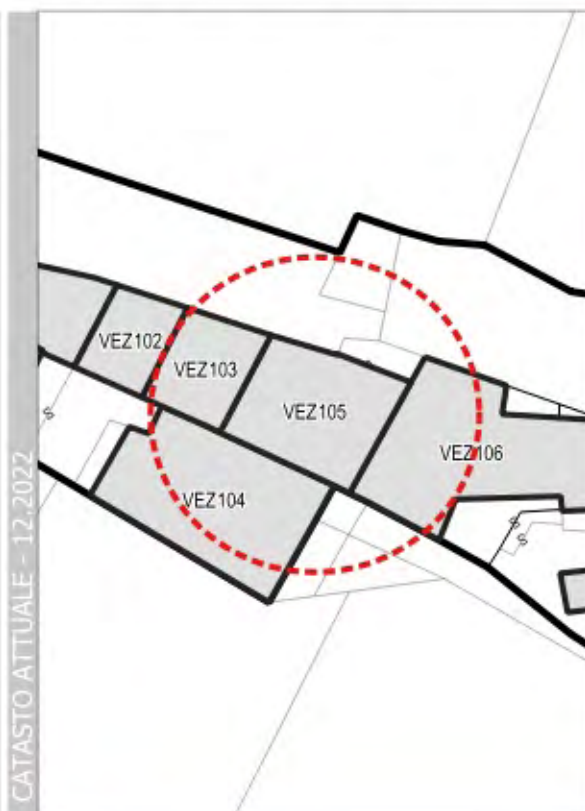 CATASTO ATTUALE - 12.2022
VEZ102
VEZ103
VEZ105
VEZ106
VEZ104
S
S
S